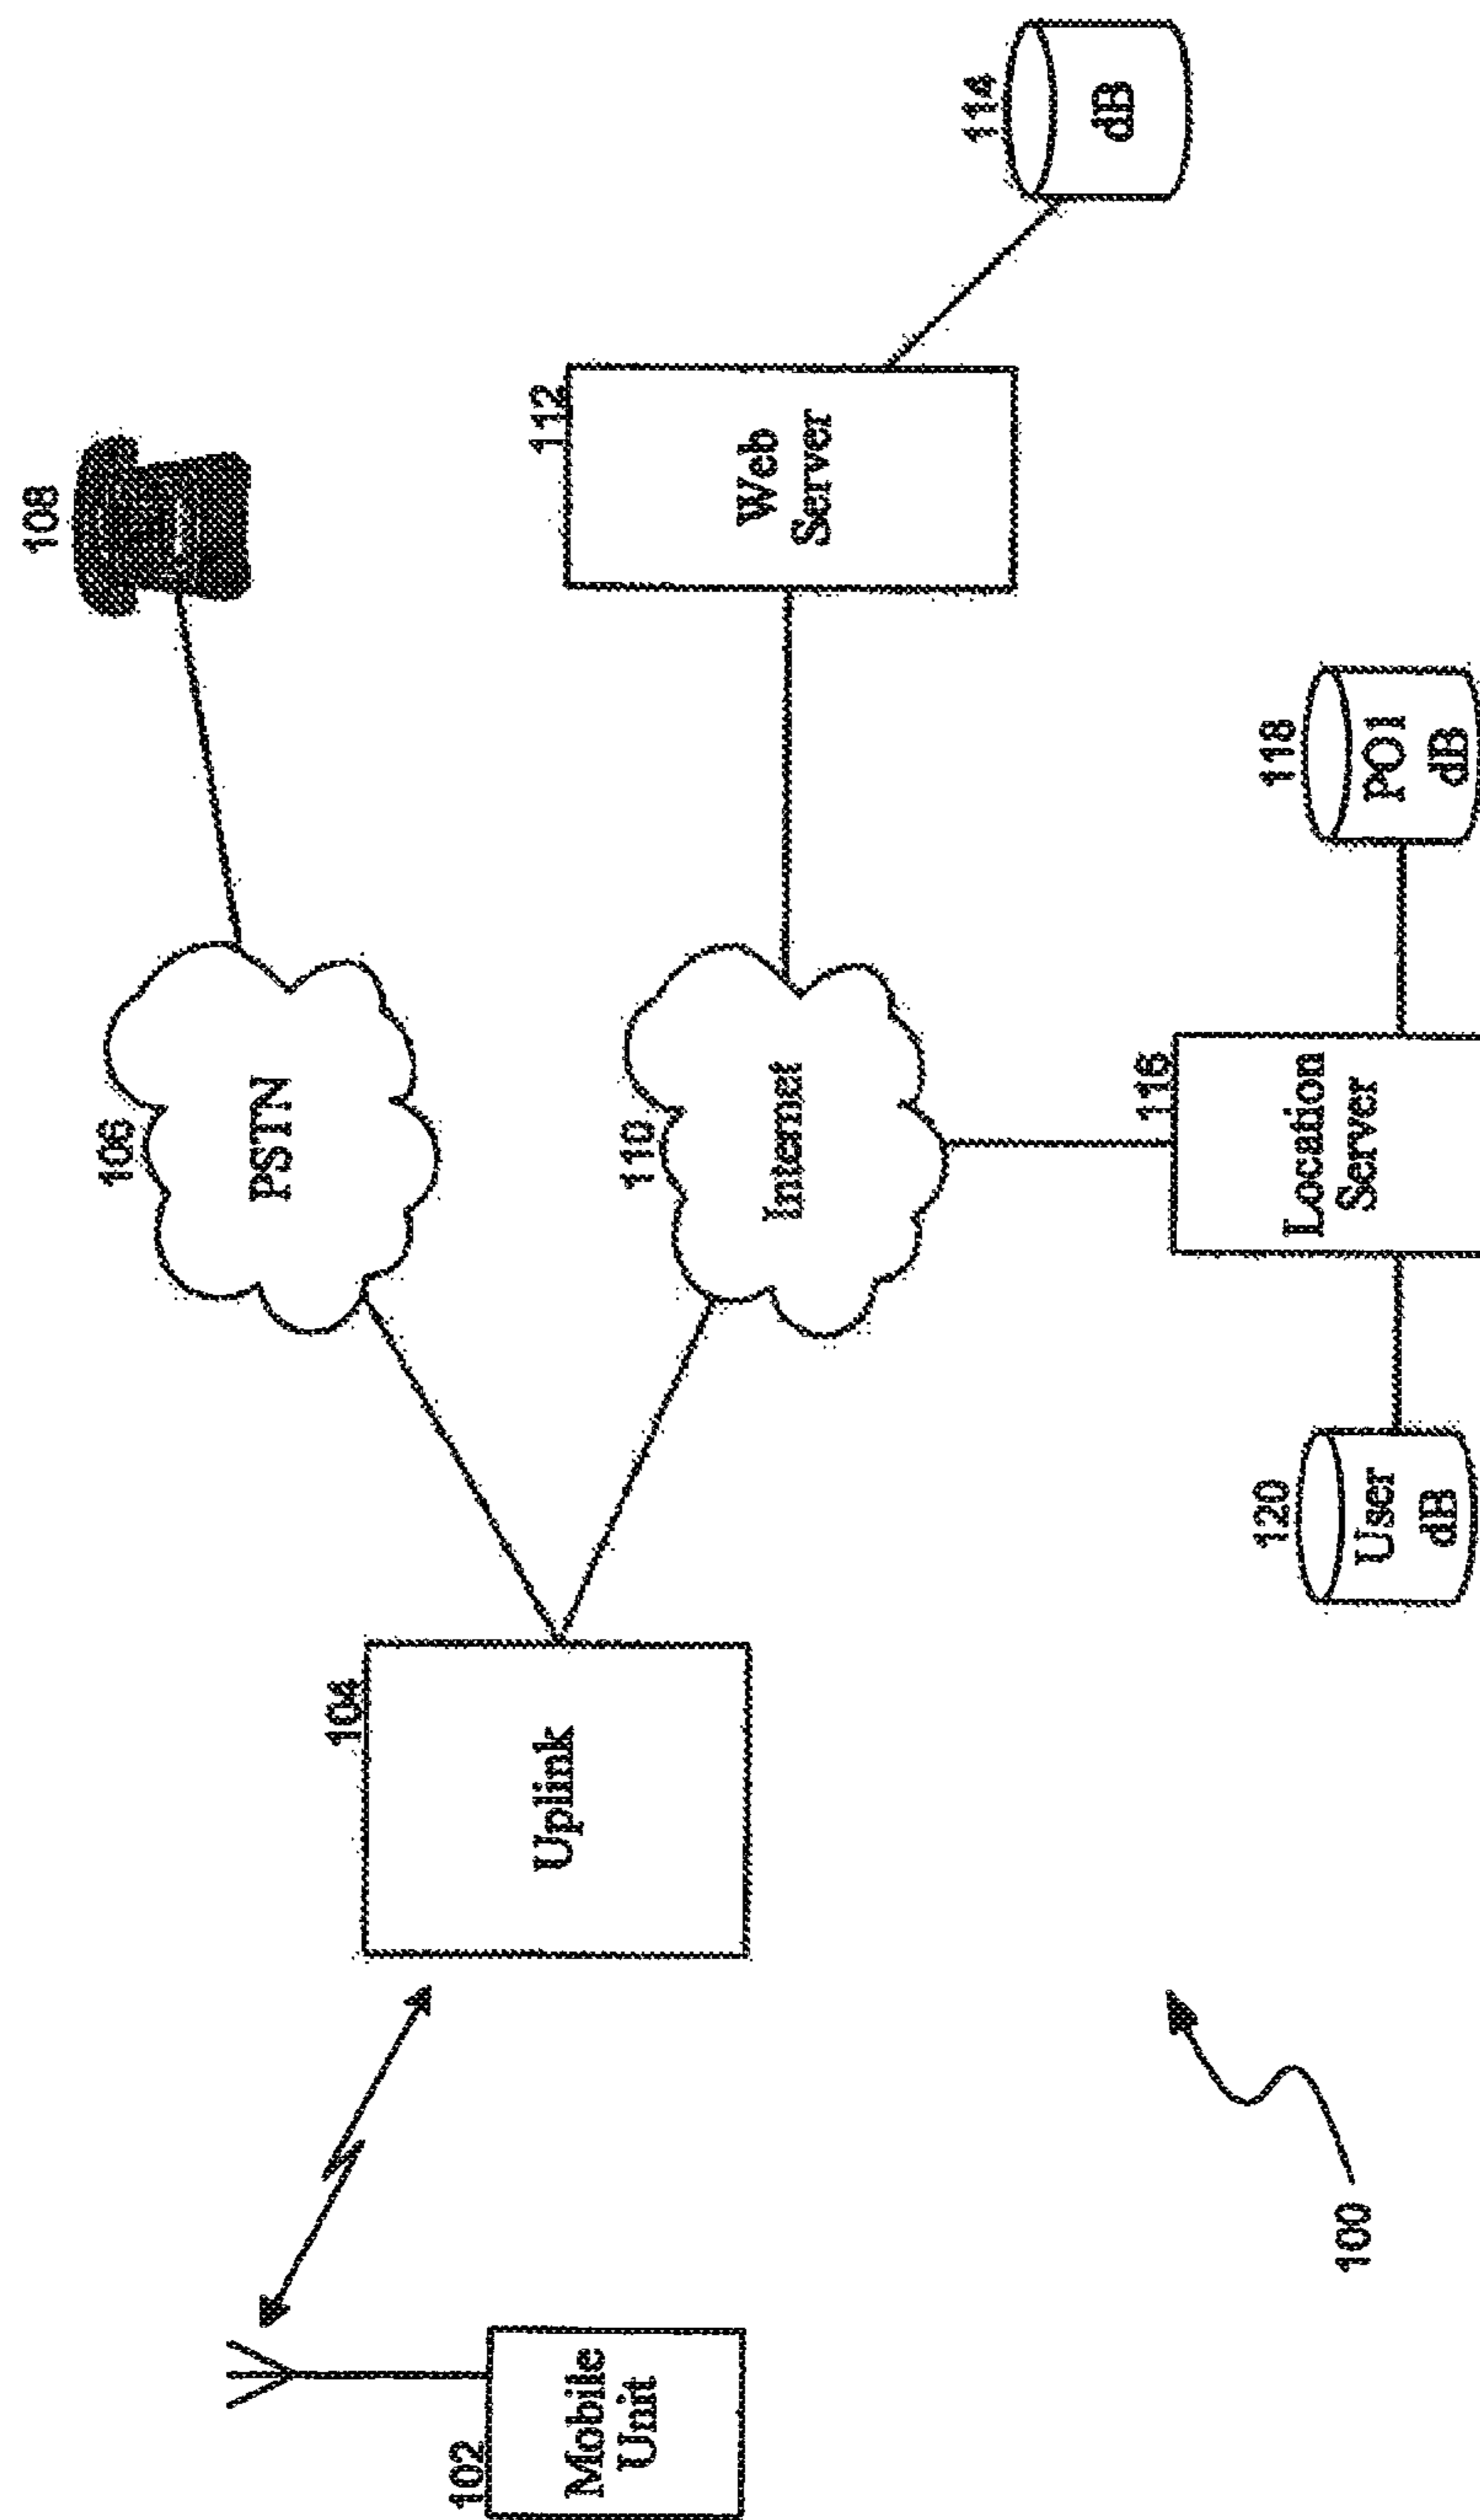 108
106
PSTN
104
Uplink
102
Mobile
Unit
110
Internet
112
Web
Server
114
dB
116
Location
Server
118
POI
dB
120
User
dB
100